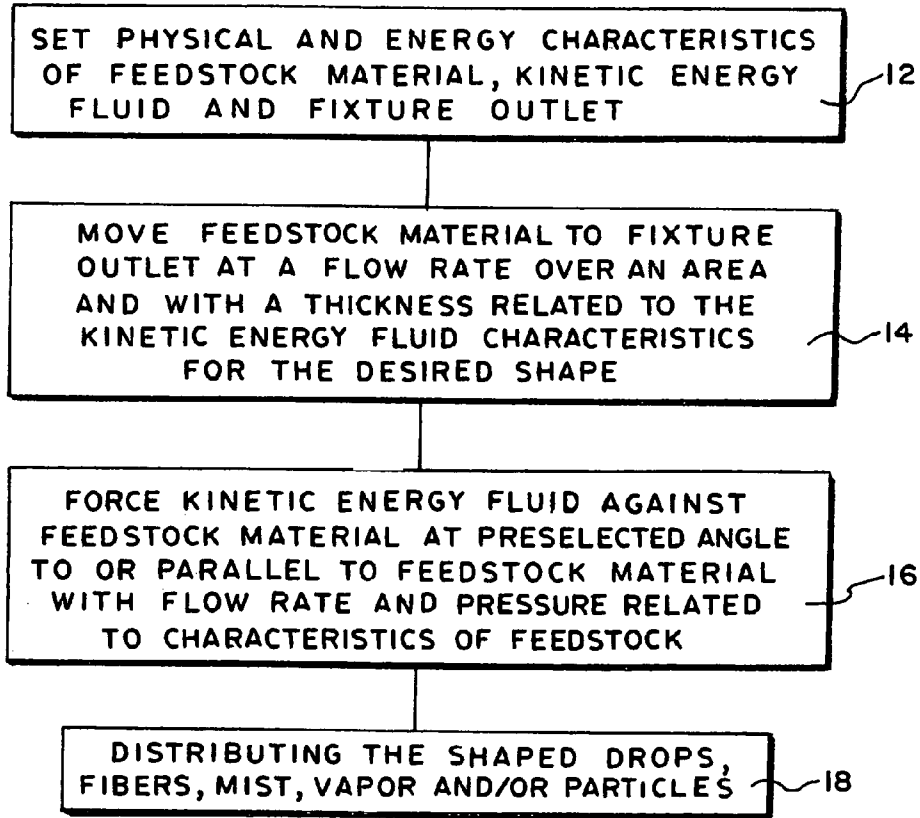 SET PHYSICAL AND ENERGY CHARACTERISTICS
OF FEEDSTOCK MATERIAL, KINETIC ENERGY
FLUID AND FIXTURE OUTLET
12
MOVE FEEDSTOCK MATERIAL TO FIXTURE
OUTLET AT A FLOW RATE OVER AN AREA
AND WITH A THICKNESS RELATED TO THE
KINETIC ENERGY FLUID CHARACTERISTICS
FOR THE DESIRED SHAPE
14
FORCE KINETIC ENERGY FLUID AGAINST
FEEDSTOCK MATERIAL AT PRESELECTED ANGLE
TO OR PARALLEL TO FEEDSTOCK MATERIAL
WITH FLOW RATE AND PRESSURE RELATED
TO CHARACTERISTICS OF FEEDSTOCK
16
DISTRIBUTING THE SHAPED DROPS,
FIBERS, MIST, VAPOR AND/OR PARTICLES
18